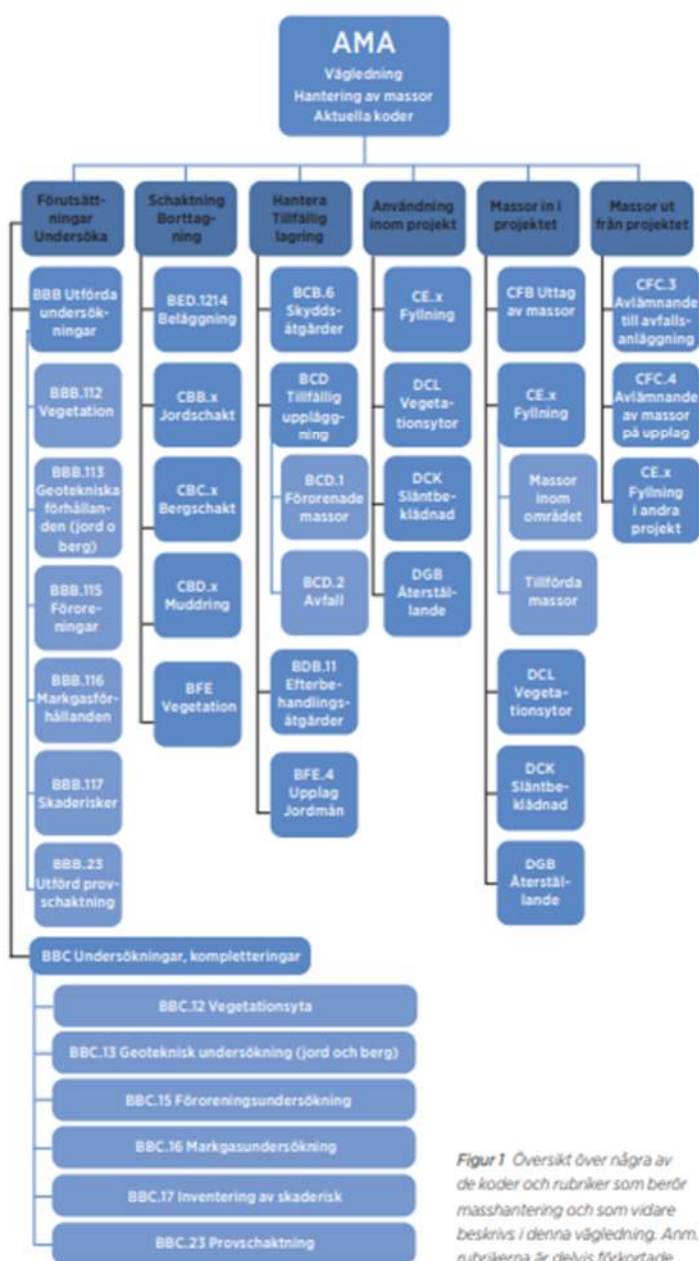 AMA
Vägledning
Hantering av massor
Aktuella koder
Förutsätt-
ningar
Undersöka
BBB Utförda
undersök-
ningar
BBB.112
Vegetation
BBB.113
Geotekniska
förhållan-
den (jord o
berg)
BBB.115
Förore-
ningar
BBB.116
Markgasför-
hållanden
BBB.117
Skaderisker
BBB.23
Utförd prov-
schaktning
BBC Undersökningar, kompletteringar
BBC.12 Vegetationsyta
BBC.13 Geoteknisk undersökning (jord och berg)
BBC.15 Föroreningsundersökning
BBC.16 Markgasundersökning
BBC.17 Inventering av skaderisk
BBC.23 Provschaktning
Schaktning
Borttag-
ning
BED.1214
Beläggning
CBB.x
Jordschakt
CBC.x
Bergschakt
CBD.x
Muddring
BFE
Vegetation
Hantera
Tillfällig
lagring
BCB.6
Skydds-
åtgärder
BCD
Tillfällig
upplägg-
ning
BCD.1
Förorenade
massor
BCD.2
Avfall
BDB.11
Efterbe-
handlings-
åtgärder
BFE.4
Upplag
Jordmån
Användning
inom projekt
CE.x
Fyllning
DCL
Vegeta-
tionsytor
DCK
Släntbe-
klädnad
DGB
Återstäl-
lande
Massor in i
projektet
CFB Uttag
av massor
CE.x
Fyllning
Massor
inom
området
Tillförda
massor
DCL
Vegeta-
tionsytor
DCK
Släntbe-
klädnad
DGB
Återstäl-
lande
Massor ut
från projektet
CFC.3
Avlämnande
till avfalls-
anläggning
CFC.4
Avlämnande
av massor
på upplag
CE.x
Fyllning
i andra
projekt
Figur 1 Översikt över några av
de koder och rubriker som berör
masshantering och som vidare
beskrivs i denna vägledning. Anm.
rubrikerna är delvis förkortade